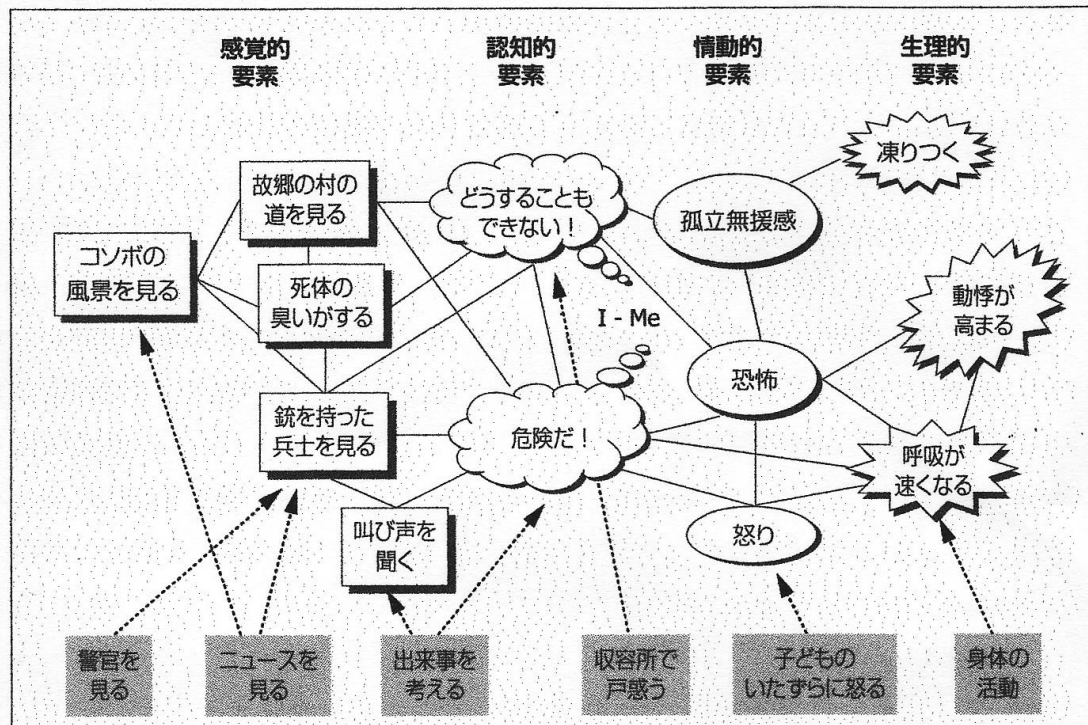 感覚的
要素
認知的
要素
情動的
要素
生理的
要素
故郷の村の
道を見る
コソボの
風景を見る
死体の
臭いがする
銃を持った
兵士を見る
叫び声を
聞く
どうすることも
できない！
I - Me
危険だ！
孤立無援感
恐怖
怒り
凍りつく
動悸が
高まる
呼吸が
速くなる
警官を
見る
ニュースを
見る
出来事を
考える
収容所で
戸惑う
子どもの
いたずらに怒る
身体の
活動